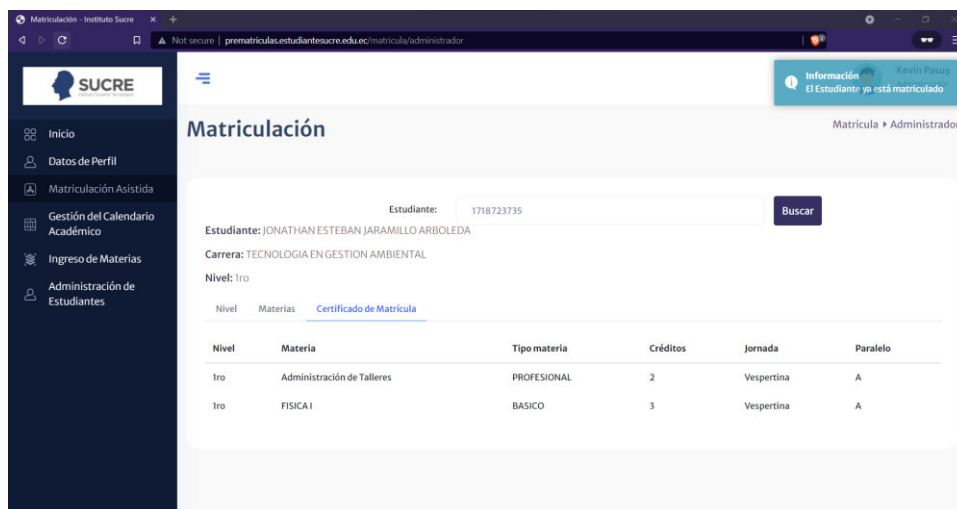 Matriculación - Instituto Sucre
Not secure | prematriculas.estudiantesucre.edu.ec/matricula/administrador
SUCRE
Información
El Estudiante ya está matriculado
Kevin Pasuy
Inicio
Datos de Perfil
Matriculación Asistida
Gestión del Calendario
Académico
Ingreso de Materias
Administración de
Estudiantes
Matriculación
Matrícula Administrador
Estudiante: 1718723735 Buscar
Estudiante: JONATHAN ESTEBAN JARAMILLO ARBOLEDA
Carrera: TECNOLOGIA EN GESTION AMBIENTAL
Nivel: 1ro
Nivel Materias Certificado de Matrícula
Nivel Materia Tipo materia Créditos Jornada Paralelo
1ro Administración de Talleres PROFESIONAL 2 Vespertina A
1ro FISICA I BASICO 3 Vespertina A